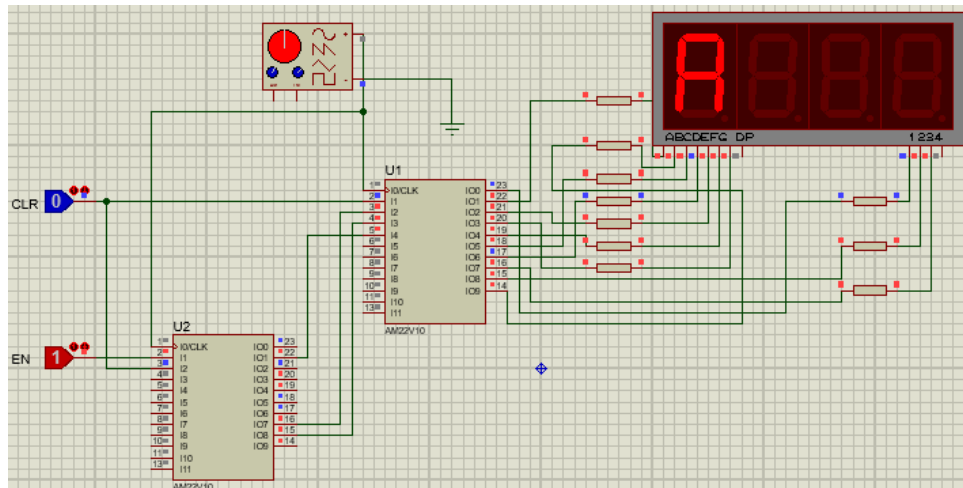 A
ABCDEFG DP
1234
U1
1 I0/CLK IO0 23
2 I1 IO1 22
3 I2 IO2 21
4 I3 IO3 20
5 I4 IO4 19
6 I5 IO5 18
7 I6 IO6 17
8 I7 IO7 16
9 I8 IO8 15
10 I9 IO9 14
11 I10
13 I11
AM22V10
CLR 0
EN 1
U2
1 I0/CLK IO0 23
2 I1 IO1 22
3 I2 IO2 21
4 I3 IO3 20
5 I4 IO4 19
6 I5 IO5 18
7 I6 IO6 17
8 I7 IO7 16
9 I8 IO8 15
10 I9 IO9 14
11 I10
13 I11
AM22V10